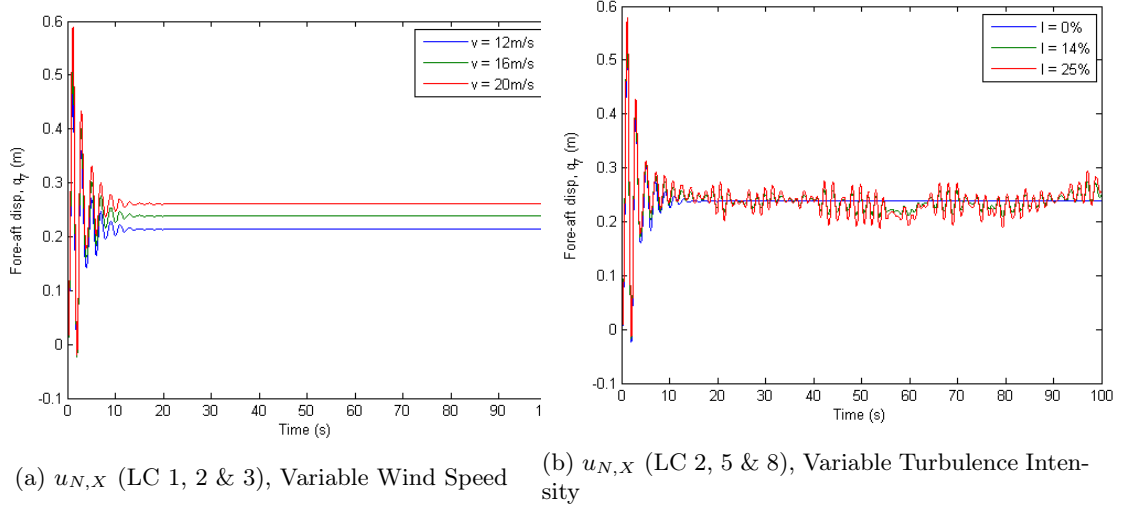 0.6
0.5
0.4
0.3
0.2
0.1
0
-0.1
Fore-aft disp, q7 (m)
0 10 20 30 40 50 60 70 80 90 10
Time (s)
v = 12m/s
v = 16m/s
v = 20m/s
(a) uN,X (LC 1, 2 & 3), Variable Wind Speed
0.6
0.5
0.4
0.3
0.2
0.1
0
-0.1
Fore-aft disp, q7 (m)
0 10 20 30 40 50 60 70 80 90 100
Time (s)
I = 0%
I = 14%
I = 25%
(b) uN,X (LC 2, 5 & 8), Variable Turbulence Inten-
sity